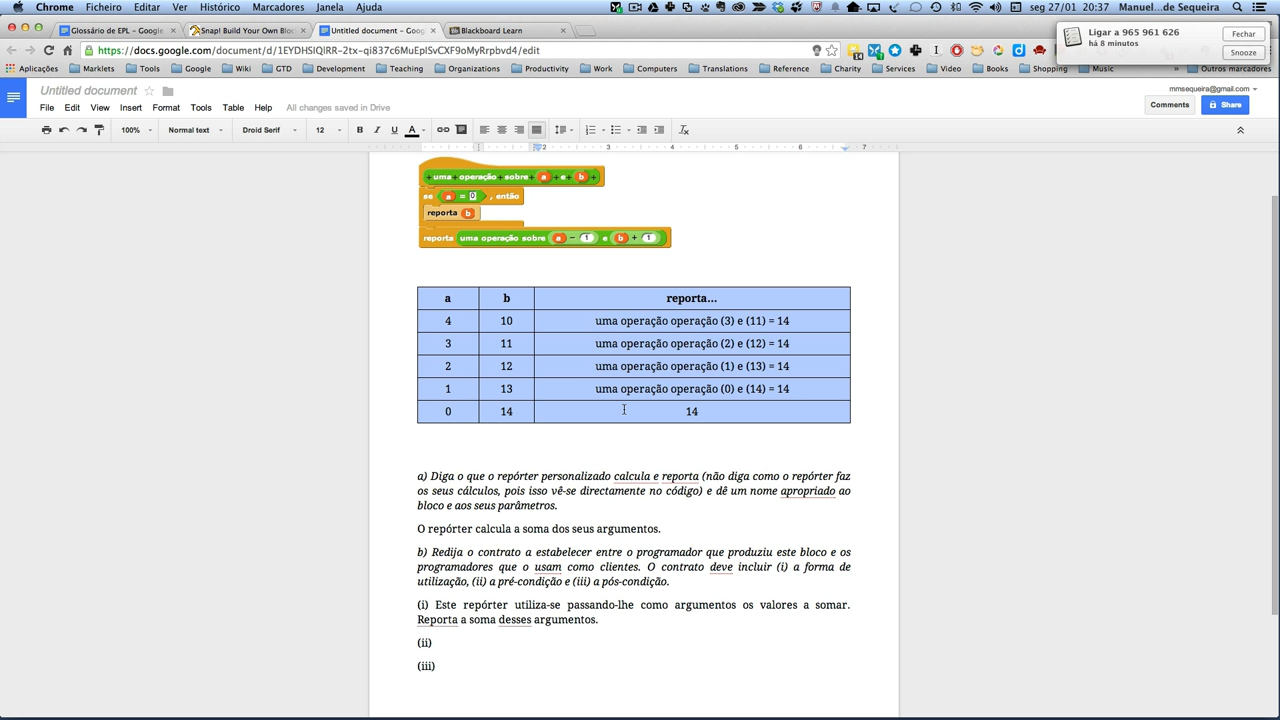 Chrome Ficheiro Editar Ver Histórico Marcadores Janela Ajuda seg 27/01 20:37 Manuel...de Sequeira
Glossário de EPL – Google Snap! Build Your Own Bloc Untitled document – Goog Blackboard Learn
Ligar a 965 961 626
há 8 minutos
Fechar
Snooze
https://docs.google.com/document/d/1EYDHSIQIRR-2tx-qi837c6MuEpISvCXF9oMyRrpbvd4/edit
Aplicações Marklets Tools Google Wiki GTD Development Teaching Organizations Productivity Work Computers Translations Reference Charity Services Video Books Shopping Music Outros marcadores
Untitled document
mmsequeira@gmail.com
File Edit View Insert Format Tools Table Help All changes saved in Drive
Comments Share
100% Normal text Droid Serif 12 B I U A
2 3 4 5 6 7
+ uma + operação + sobre + a + e + b +
se a = 0 , então
reporta b
reporta uma operação sobre a − 1 e b + 1
a b reporta...
4 10 uma operação operação (3) e (11) = 14
3 11 uma operação operação (2) e (12) = 14
2 12 uma operação operação (1) e (13) = 14
1 13 uma operação operação (0) e (14) = 14
0 14 14
a) Diga o que o repórter personalizado calcula e reporta (não diga como o repórter faz
os seus cálculos, pois isso vê-se directamente no código) e dê um nome apropriado ao
bloco e aos seus parâmetros.
O repórter calcula a soma dos seus argumentos.
b) Redija o contrato a estabelecer entre o programador que produziu este bloco e os
programadores que o usam como clientes. O contrato deve incluir (i) a forma de
utilização, (ii) a pré-condição e (iii) a pós-condição.
(i) Este repórter utiliza-se passando-lhe como argumentos os valores a somar.
Reporta a soma desses argumentos.
(ii)
(iii)